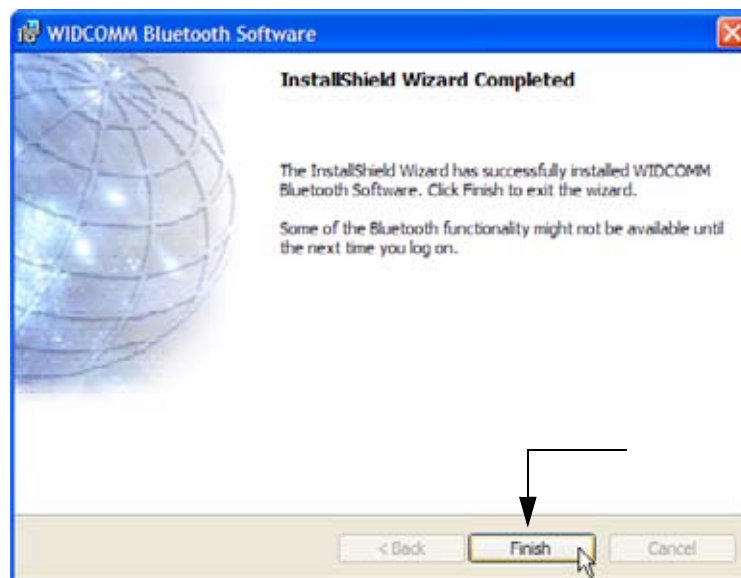 WIDCOMM Bluetooth Software
InstallShield Wizard Completed
The InstallShield Wizard has successfully installed WIDCOMM
Bluetooth Software. Click Finish to exit the wizard.
Some of the Bluetooth functionality might not be available until
the next time you log on.
< Back Finish Cancel